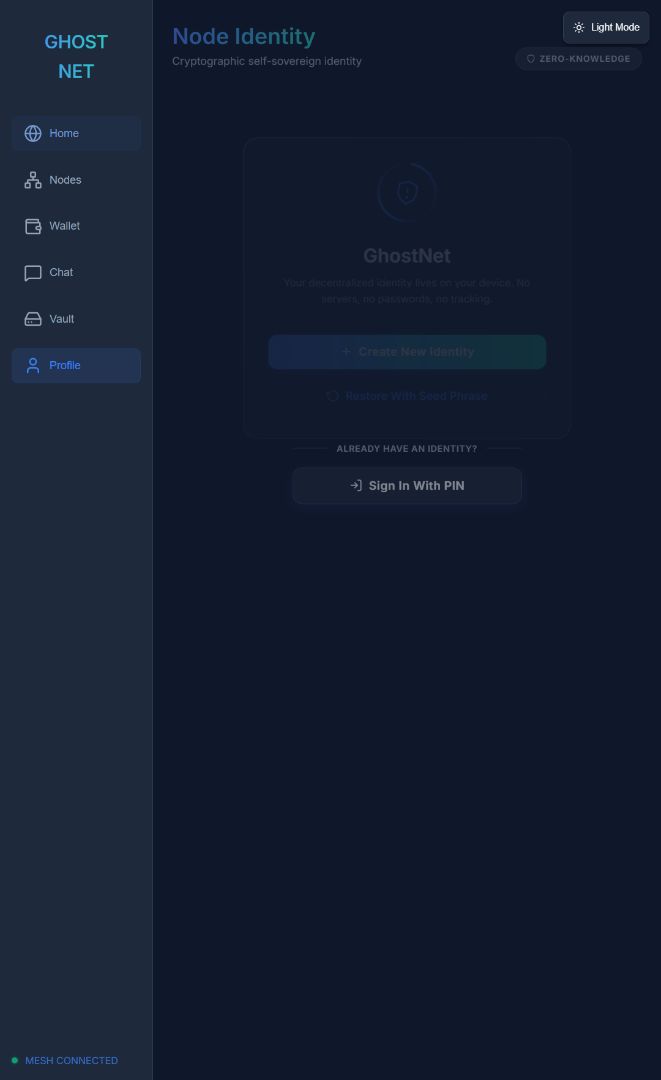 GHOST
NET
Home
Nodes
Wallet
Chat
Vault
Profile
MESH CONNECTED
Node Identity
Cryptographic self-sovereign identity
Light Mode
ZERO-KNOWLEDGE
GhostNet
Your decentralized identity lives on your device. No
servers, no passwords, no tracking.
Create New Identity
Restore With Seed Phrase
ALREADY HAVE AN IDENTITY?
Sign In With PIN